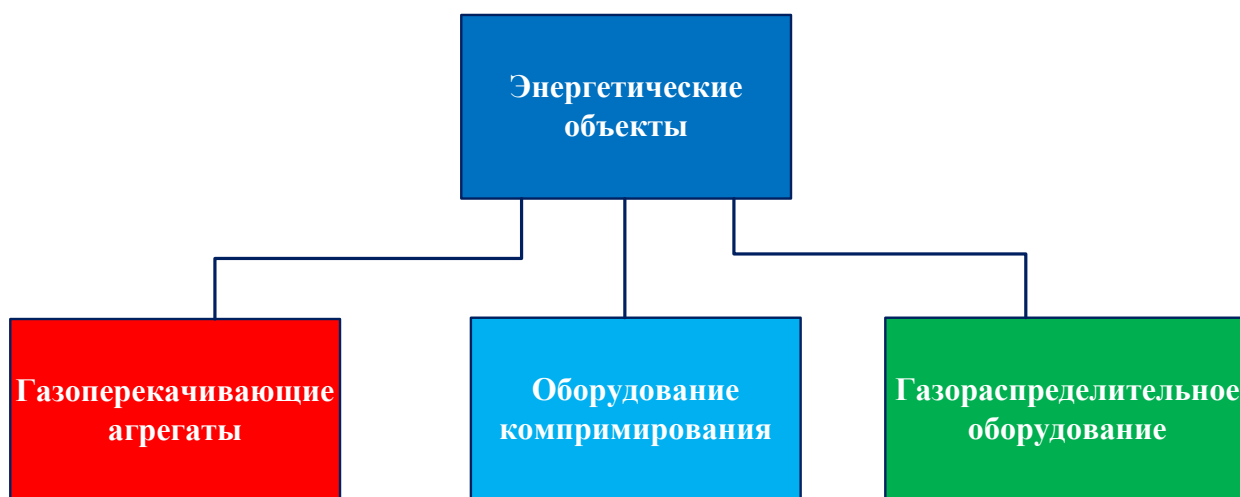 Энергетические
объекты
Газоперекачивающие
агрегаты
Оборудование
компримирования
Газораспределительное
оборудование